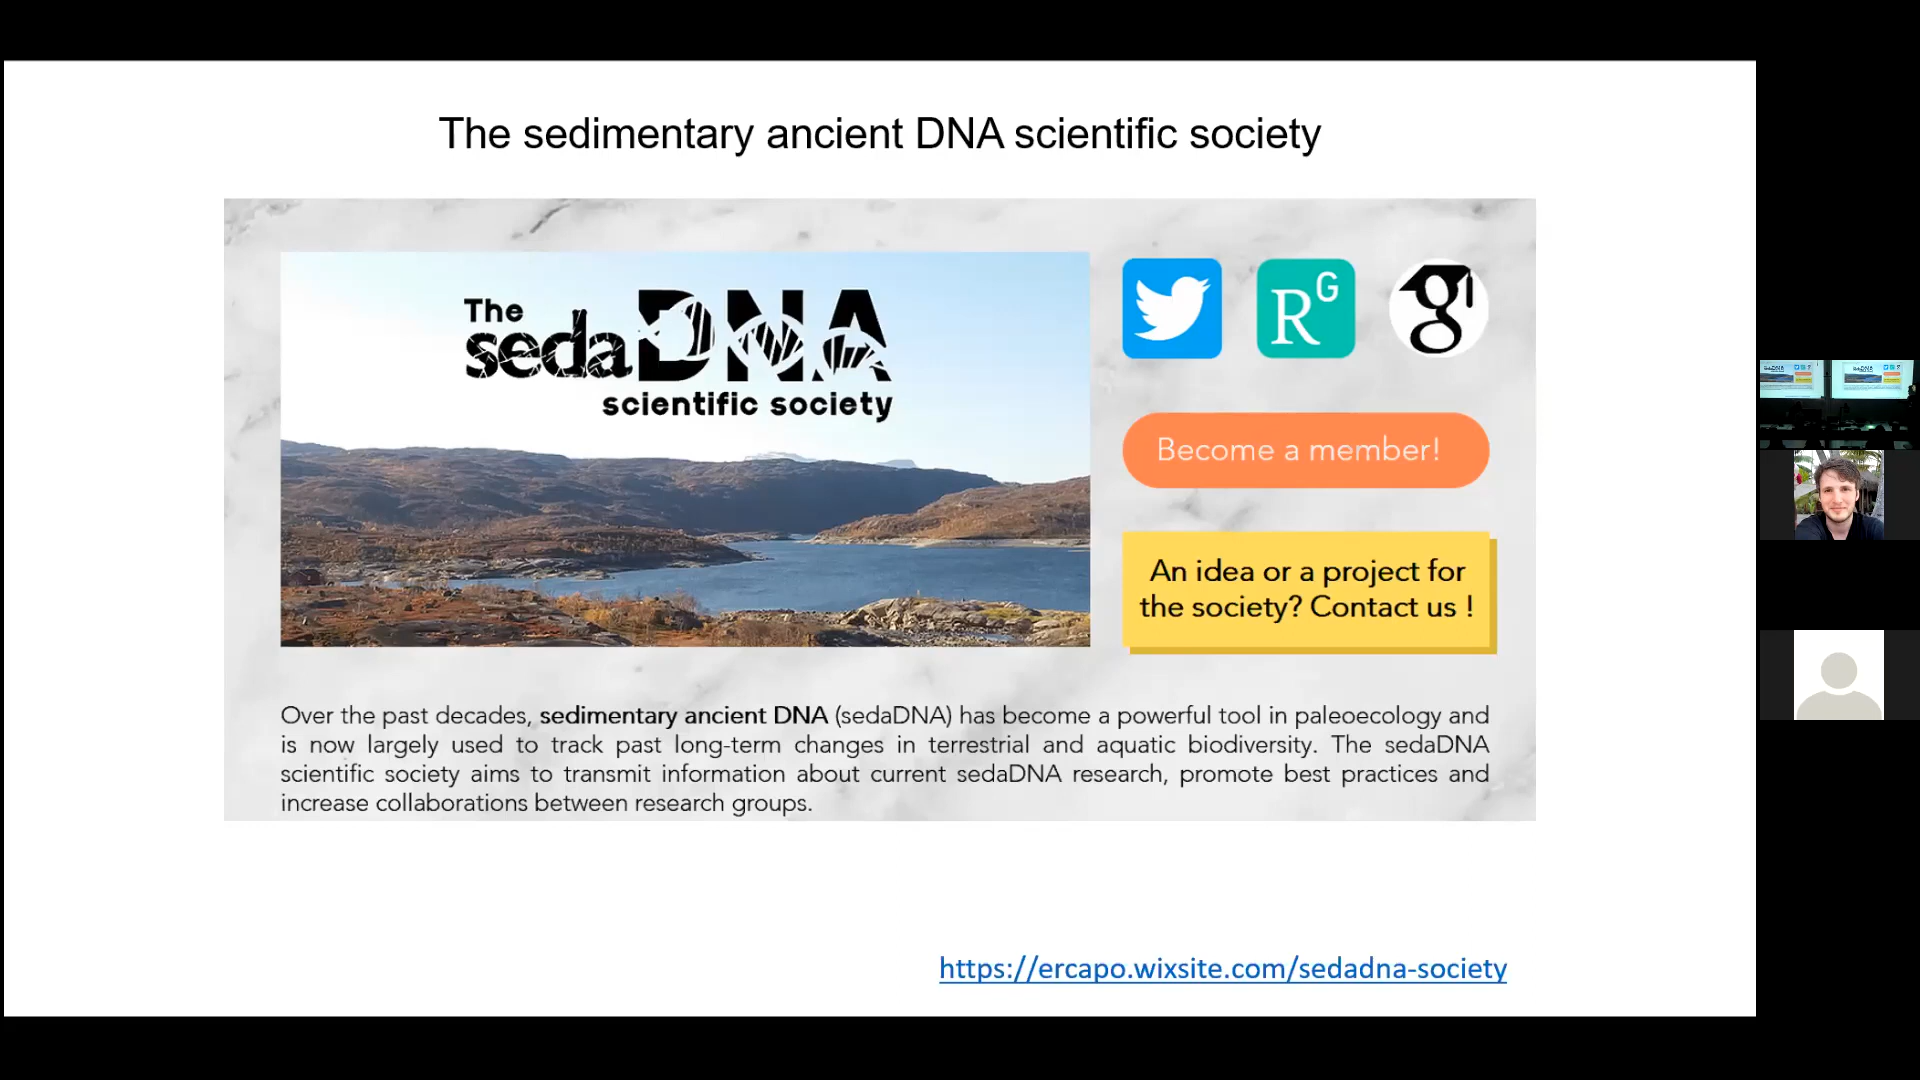 The sedimentary ancient DNA scientific society
The
sedaDNA
scientific society
RG
g
Become a member!
An idea or a project for
the society? Contact us !
Over the past decades, sedimentary ancient DNA (sedaDNA) has become a powerful tool in paleoecology and
is now largely used to track past long-term changes in terrestrial and aquatic biodiversity. The sedaDNA
scientific society aims to transmit information about current sedaDNA research, promote best practices and
increase collaborations between research groups.
https://ercapo.wixsite.com/sedadna-society